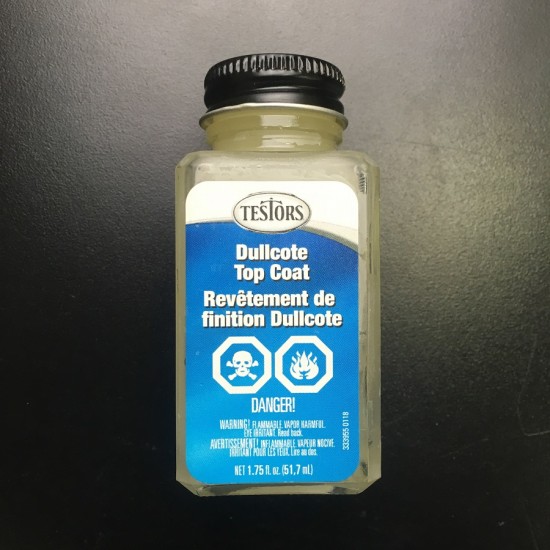 TESTORS
Dullcote
Top Coat
Revêtement de
finition Dullcote
DANGER!
WARNING! FLAMMABLE. VAPOR HARMFUL.
EYE IRRITANT. Read back.
AVERTISSEMENT! INFLAMMABLE. VAPEUR NOCIVE.
IRRITANT POUR LES YEUX. Lire au dos.
NET 1.75 fl. oz. (51,7 mL)
333955 0118